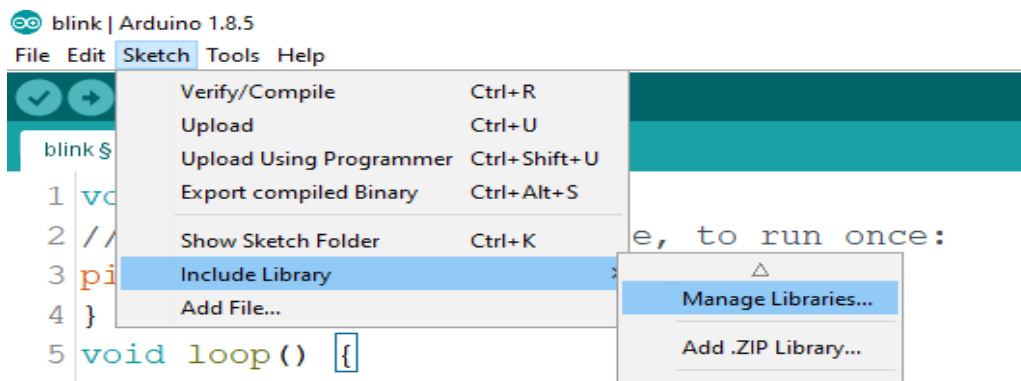 blink | Arduino 1.8.5
File Edit Sketch Tools Help
Verify/Compile Ctrl+R
Upload Ctrl+U
Upload Using Programmer Ctrl+Shift+U
Export compiled Binary Ctrl+Alt+S
Show Sketch Folder Ctrl+K
Include Library
Add File...
Manage Libraries...
Add .ZIP Library...
blink §
1 vo
2 // e, to run once:
3 pi
4 }
5 void loop() {